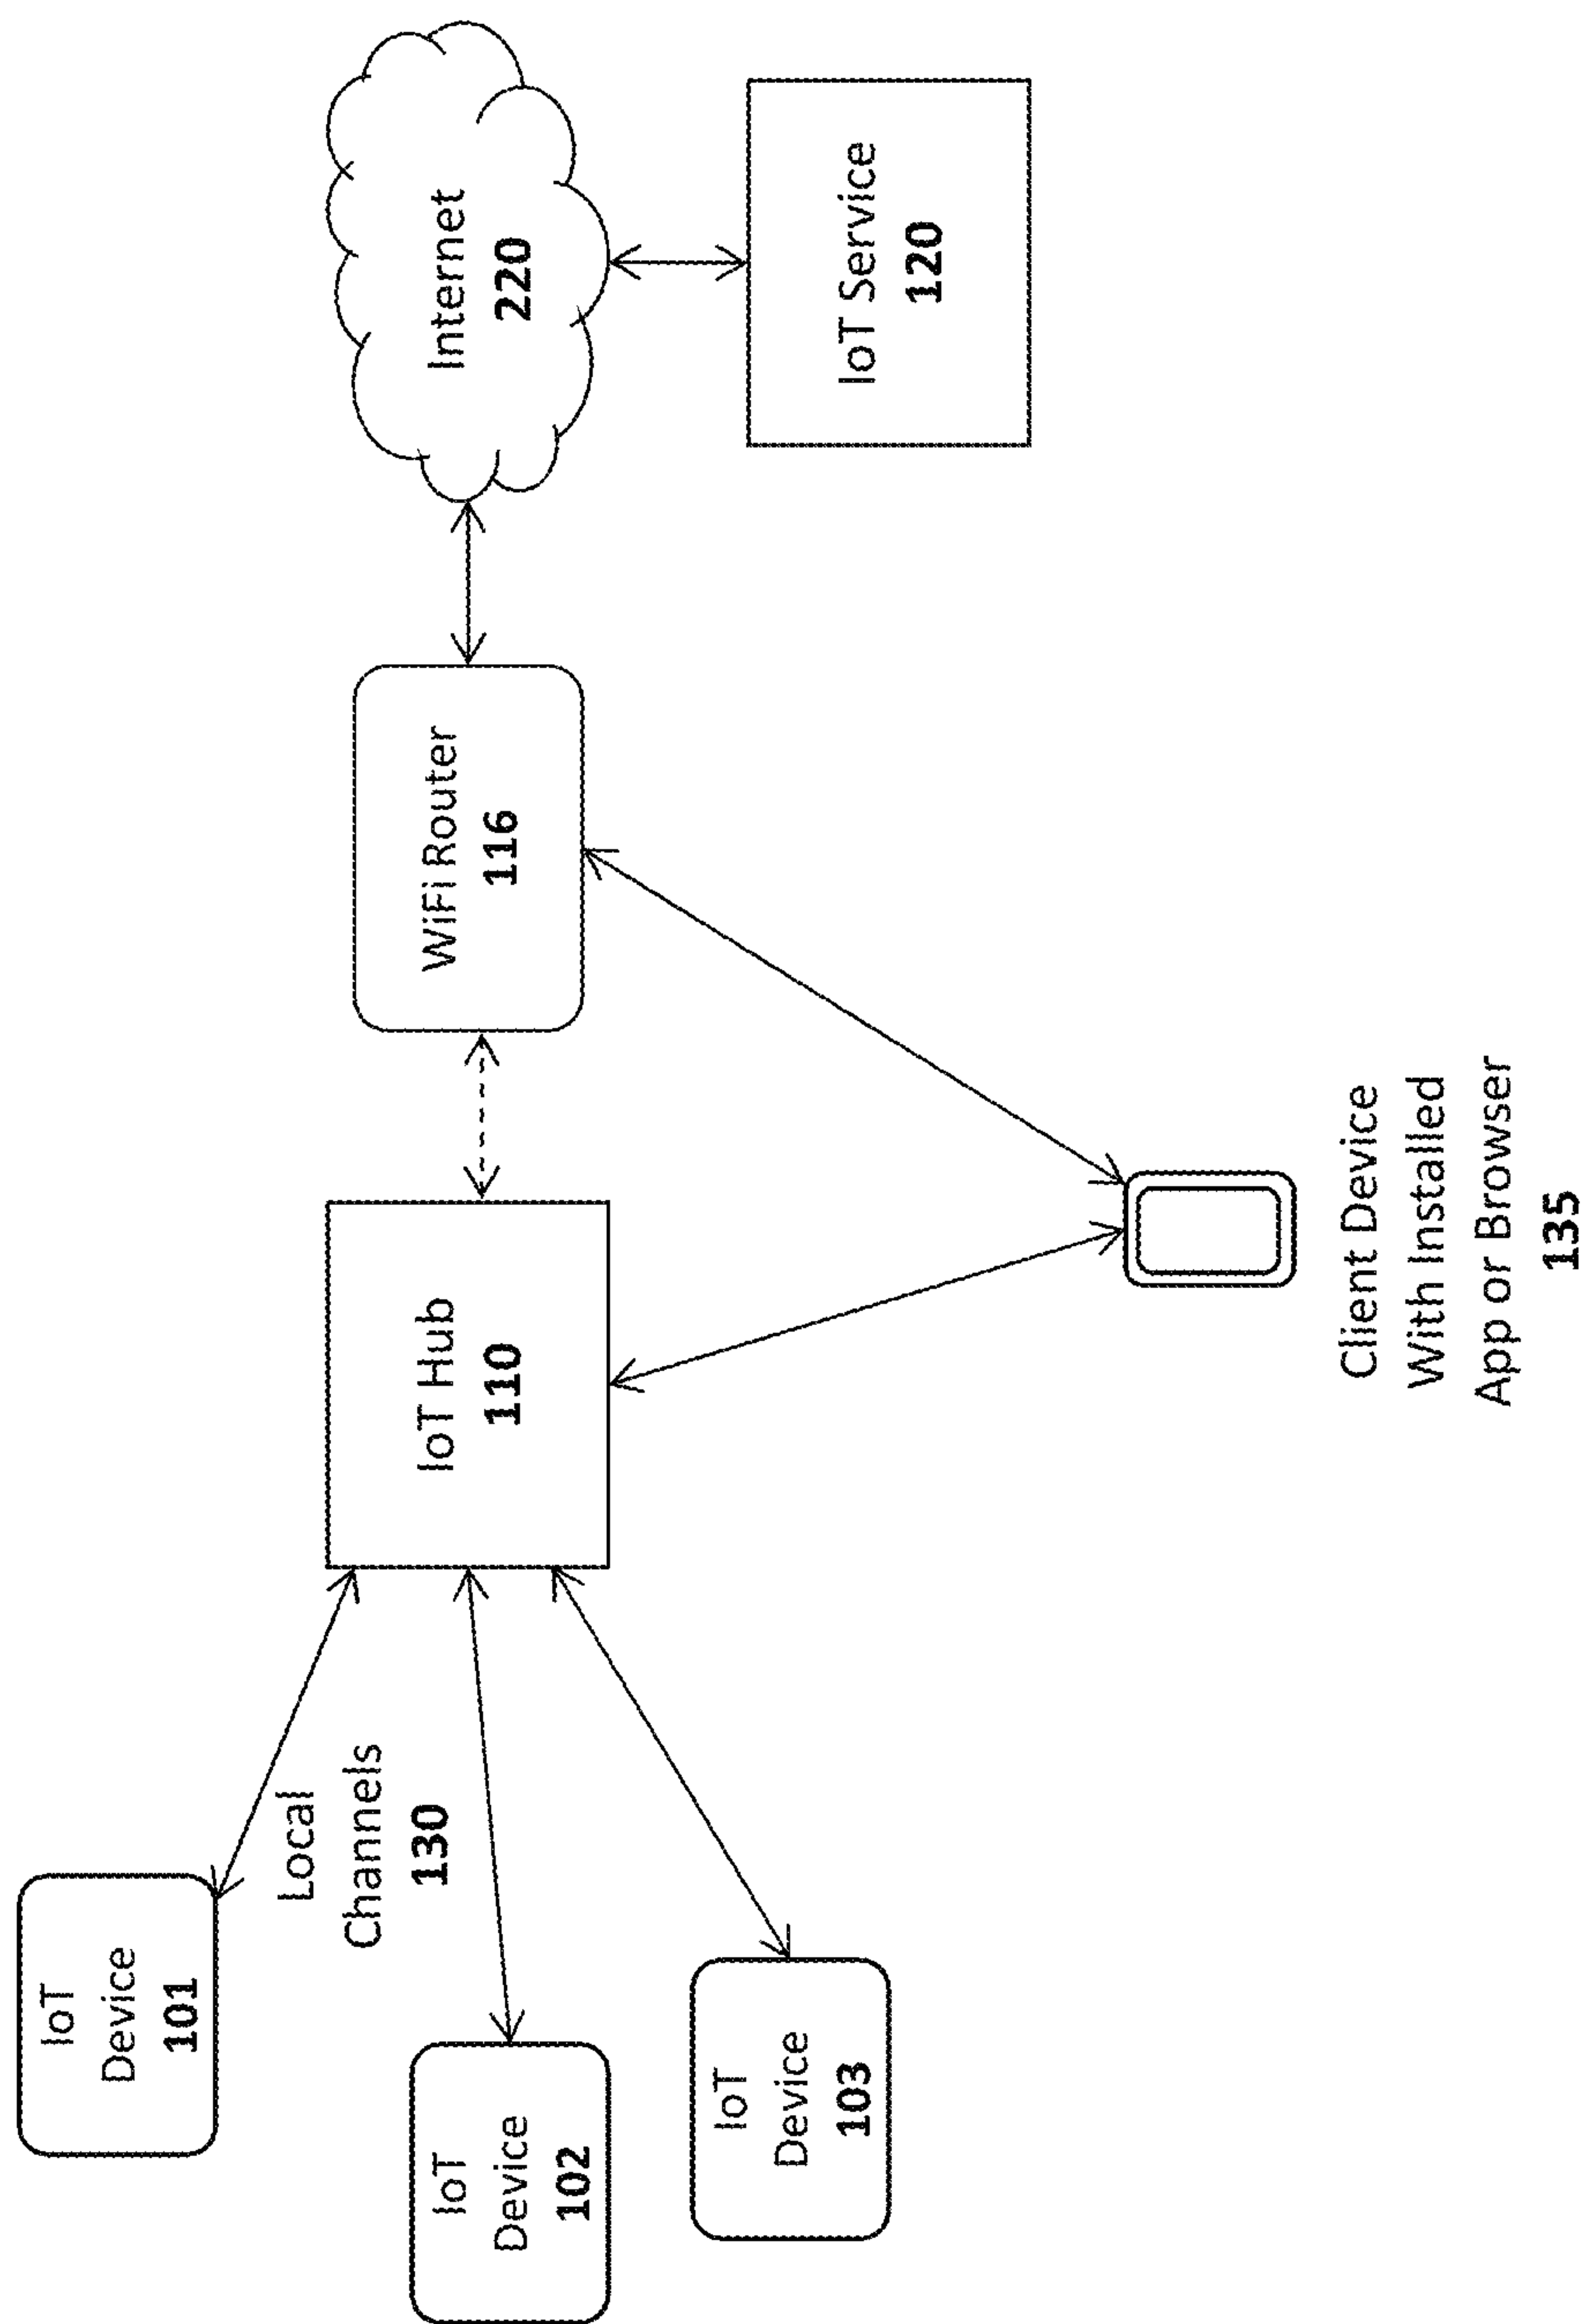 IoT
Device
101
IoT
Device
102
IoT
Device
103
Local
Channels
130
IoT Hub
110
WiFi Router
116
Internet
220
IoT Service
120
Client Device
With Installed
App or Browser
135